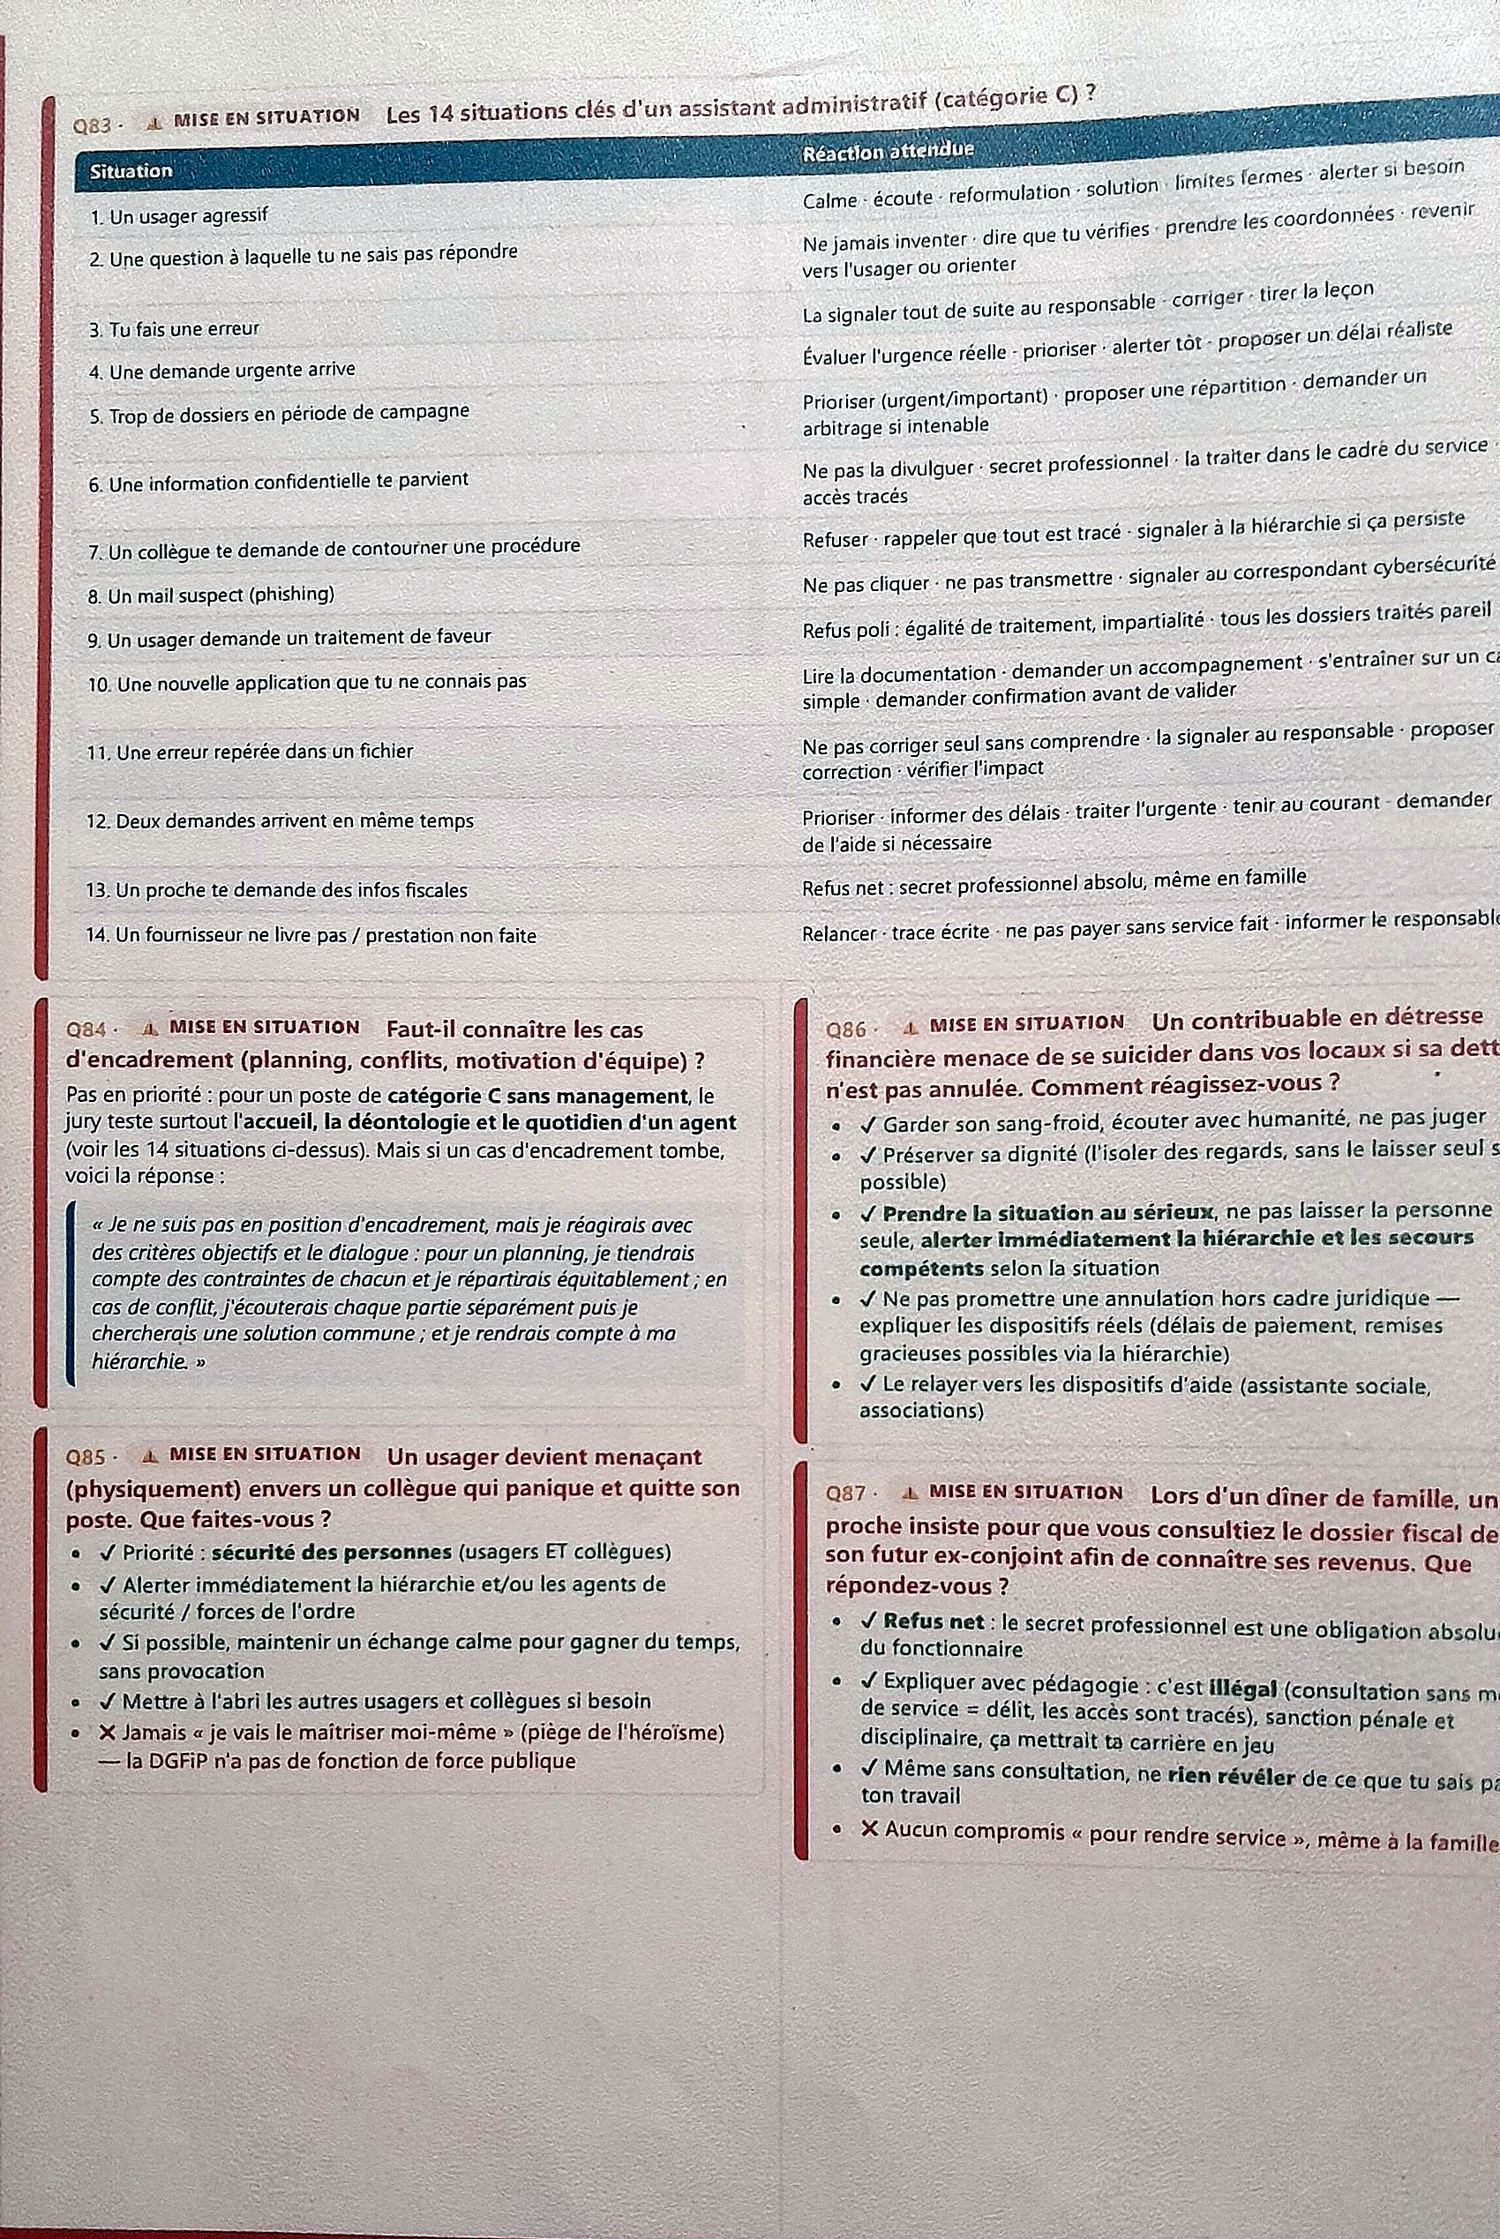 Q83 · ⚠ MISE EN SITUATION Les 14 situations clés d'un assistant administratif (catégorie C) ?
Situation
Réaction attendue
1. Un usager agressif
Calme · écoute · reformulation · solution · limites fermes · alerter si besoin
2. Une question à laquelle tu ne sais pas répondre
Ne jamais inventer · dire que tu vérifies · prendre les coordonnées · revenir
vers l'usager ou orienter
3. Tu fais une erreur
La signaler tout de suite au responsable · corriger · tirer la leçon
4. Une demande urgente arrive
Évaluer l'urgence réelle · prioriser · alerter tôt · proposer un délai réaliste
5. Trop de dossiers en période de campagne
Prioriser (urgent/important) · proposer une répartition · demander un
arbitrage si intenable
6. Une information confidentielle te parvient
Ne pas la divulguer · secret professionnel · la traiter dans le cadre du service ·
accès tracés
7. Un collègue te demande de contourner une procédure
Refuser · rappeler que tout est tracé · signaler à la hiérarchie si ça persiste
8. Un mail suspect (phishing)
Ne pas cliquer · ne pas transmettre · signaler au correspondant cybersécurité
9. Un usager demande un traitement de faveur
Refus poli : égalité de traitement, impartialité · tous les dossiers traités pareil
10. Une nouvelle application que tu ne connais pas
Lire la documentation · demander un accompagnement · s'entraîner sur un
simple · demander confirmation avant de valider
11. Une erreur repérée dans un fichier
Ne pas corriger seul sans comprendre · la signaler au responsable · proposer
correction · vérifier l'impact
12. Deux demandes arrivent en même temps
Prioriser · informer des délais · traiter l'urgente · tenir au courant · demander
de l'aide si nécessaire
13. Un proche te demande des infos fiscales
Refus net : secret professionnel absolu, même en famille
14. Un fournisseur ne livre pas / prestation non faite
Relancer · trace écrite · ne pas payer sans service fait · informer le responsable
Q84 · ⚠ MISE EN SITUATION Faut-il connaître les cas
d'encadrement (planning, conflits, motivation d'équipe) ?
Pas en priorité : pour un poste de catégorie C sans management, le
jury teste surtout l'accueil, la déontologie et le quotidien d'un agent
(voir les 14 situations ci-dessus). Mais si un cas d'encadrement tombe,
voici la réponse :
« Je ne suis pas en position d'encadrement, mais je réagirais avec
des critères objectifs et le dialogue : pour un planning, je tiendrais
compte des contraintes de chacun et je répartirais équitablement ; en
cas de conflit, j'écouterais chaque partie séparément puis je
chercherais une solution commune ; et je rendrais compte à ma
hiérarchie. »
Q85 · ⚠ MISE EN SITUATION Un usager devient menaçant
(physiquement) envers un collègue qui panique et quitte son
poste. Que faites-vous ?
• ✓ Priorité : sécurité des personnes (usagers ET collègues)
• ✓ Alerter immédiatement la hiérarchie et/ou les agents de
sécurité / forces de l'ordre
• ✓ Si possible, maintenir un échange calme pour gagner du temps,
sans provocation
• ✓ Mettre à l'abri les autres usagers et collègues si besoin
• ✕ Jamais « je vais le maîtriser moi-même » (piège de l'héroïsme)
— la DGFiP n'a pas de fonction de force publique
Q86 · ⚠ MISE EN SITUATION Un contribuable en détresse
financière menace de se suicider dans vos locaux si sa dett
n'est pas annulée. Comment réagissez-vous ?
• ✓ Garder son sang-froid, écouter avec humanité, ne pas juger
• ✓ Préserver sa dignité (l'isoler des regards, sans le laisser seul s
possible)
• ✓ Prendre la situation au sérieux, ne pas laisser la personne
seule, alerter immédiatement la hiérarchie et les secours
compétents selon la situation
• ✓ Ne pas promettre une annulation hors cadre juridique —
expliquer les dispositifs réels (délais de paiement, remises
gracieuses possibles via la hiérarchie)
• ✓ Le relayer vers les dispositifs d'aide (assistante sociale,
associations)
Q87 · ⚠ MISE EN SITUATION Lors d'un dîner de famille, un
proche insiste pour que vous consultiez le dossier fiscal de
son futur ex-conjoint afin de connaître ses revenus. Que
répondez-vous ?
• ✓ Refus net : le secret professionnel est une obligation absolu
du fonctionnaire
• ✓ Expliquer avec pédagogie : c'est illégal (consultation sans
de service = délit, les accès sont tracés), sanction pénale et
disciplinaire, ça mettrait ta carrière en jeu
• ✓ Même sans consultation, ne rien révéler de ce que tu sais
ton travail
• ✕ Aucun compromis « pour rendre service », même à la famille